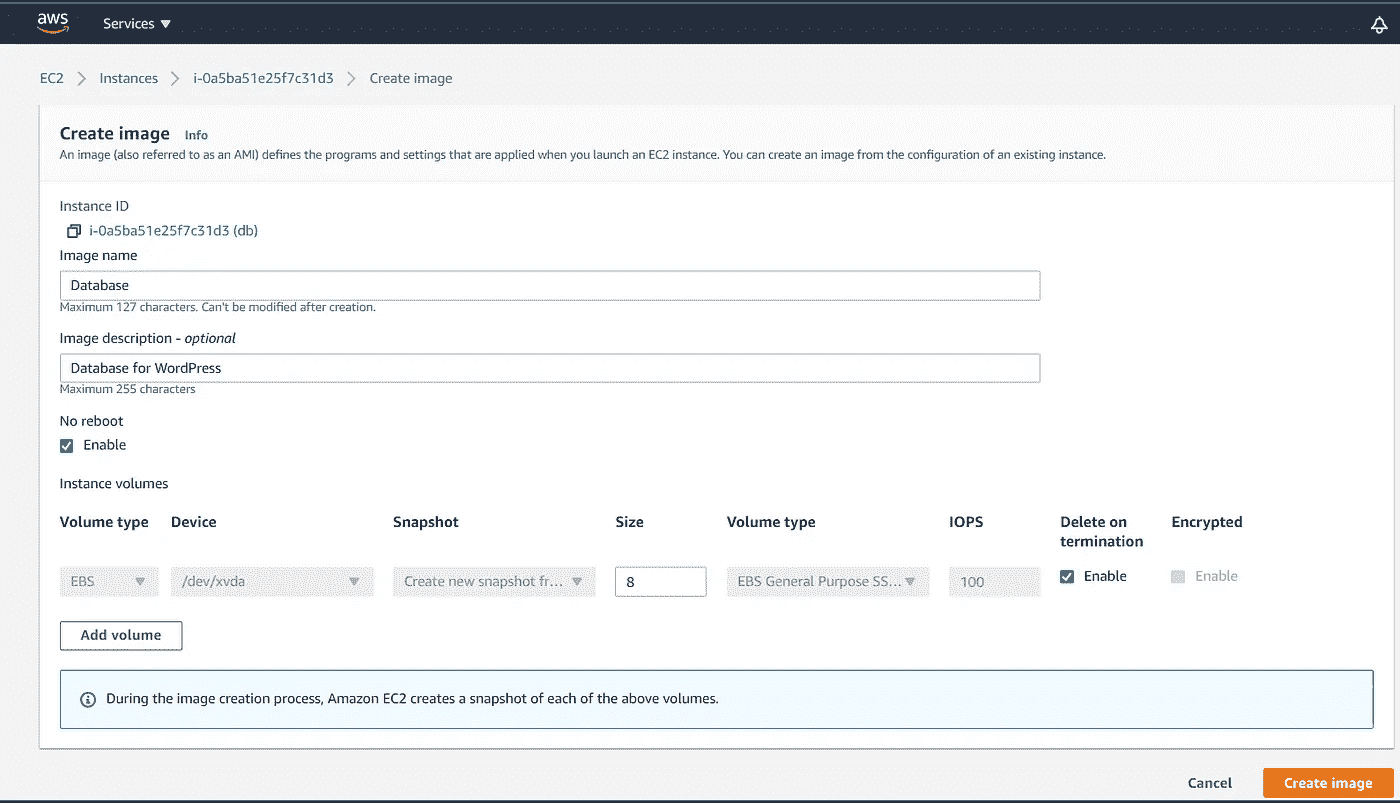 aws
Services
EC2 Instances i-0a5ba51e25f7c31d3 Create image
Create image Info
An image (also referred to as an AMI) defines the programs and settings that are applied when you launch an EC2 instance. You can create an image from the configuration of an existing instance.
Instance ID
i-0a5ba51e25f7c31d3 (db)
Image name
Database
Maximum 127 characters. Can't be modified after creation.
Image description - optional
Database for WordPress
Maximum 255 characters
No reboot
Enable
Instance volumes
Volume type Device Snapshot Size Volume type IOPS Delete on termination Encrypted
EBS /dev/xvda Create new snapshot fr... 8 EBS General Purpose SS... 100 Enable Enable
Add volume
During the image creation process, Amazon EC2 creates a snapshot of each of the above volumes.
Cancel Create image